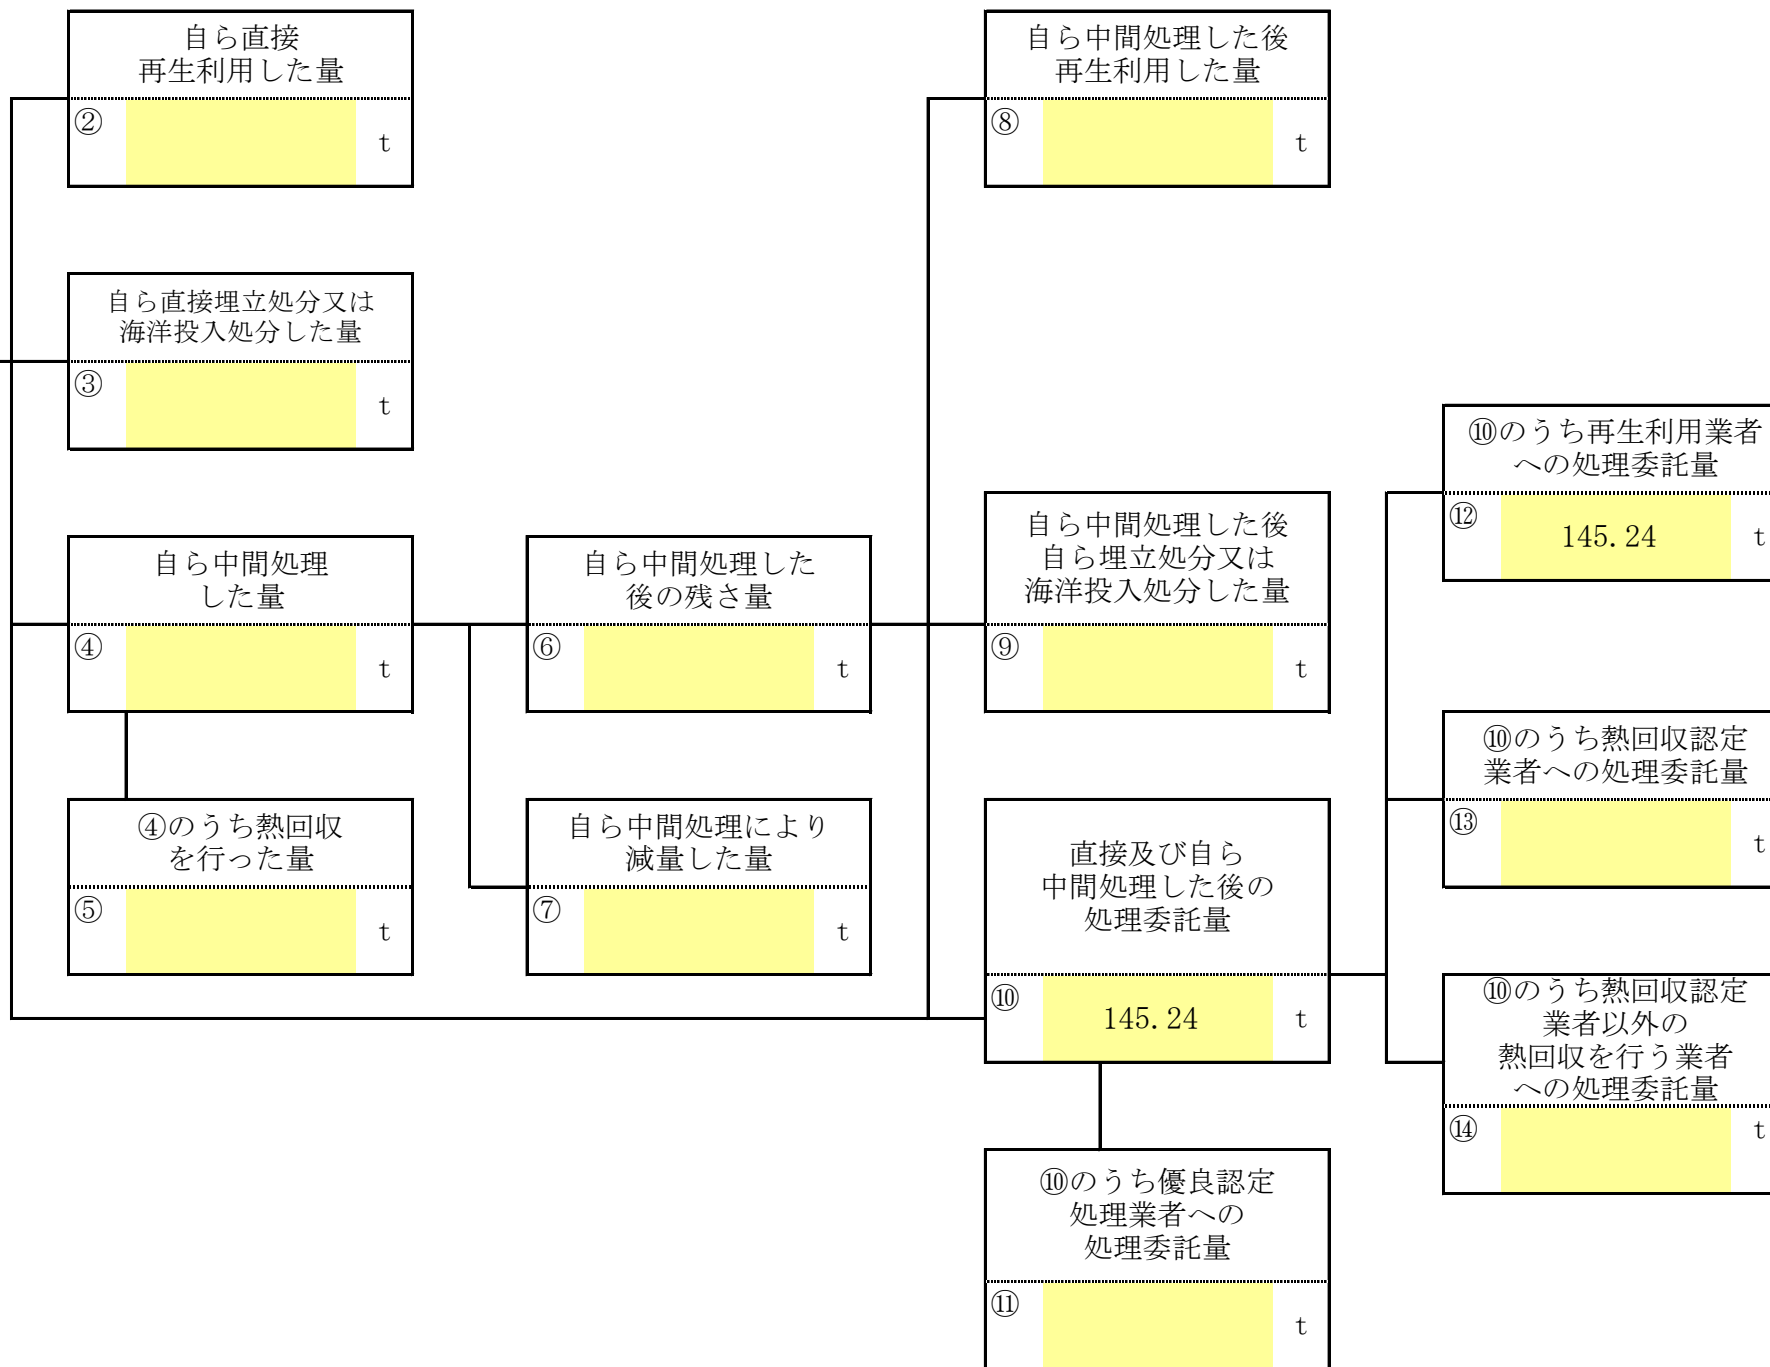 自ら直接
再生利用した量
② t
自ら中間処理した後
再生利用した量
⑧ t
自ら直接埋立処分又は
海洋投入処分した量
③ t
⑩のうち再生利用業者
への処理委託量
⑫ 145.24 t
自ら中間処理
した量
④ t
自ら中間処理した
後の残さ量
⑥ t
自ら中間処理した後
自ら埋立処分又は
海洋投入処分した量
⑨ t
⑩のうち熱回収認定
業者への処理委託量
⑬ t
④のうち熱回収
を行った量
⑤ t
自ら中間処理により
減量した量
⑦ t
直接及び自ら
中間処理した後の
処理委託量
⑩ 145.24 t
⑩のうち熱回収認定
業者以外の
熱回収を行う業者
への処理委託量
⑭ t
⑩のうち優良認定
処理業者への
処理委託量
⑪ t